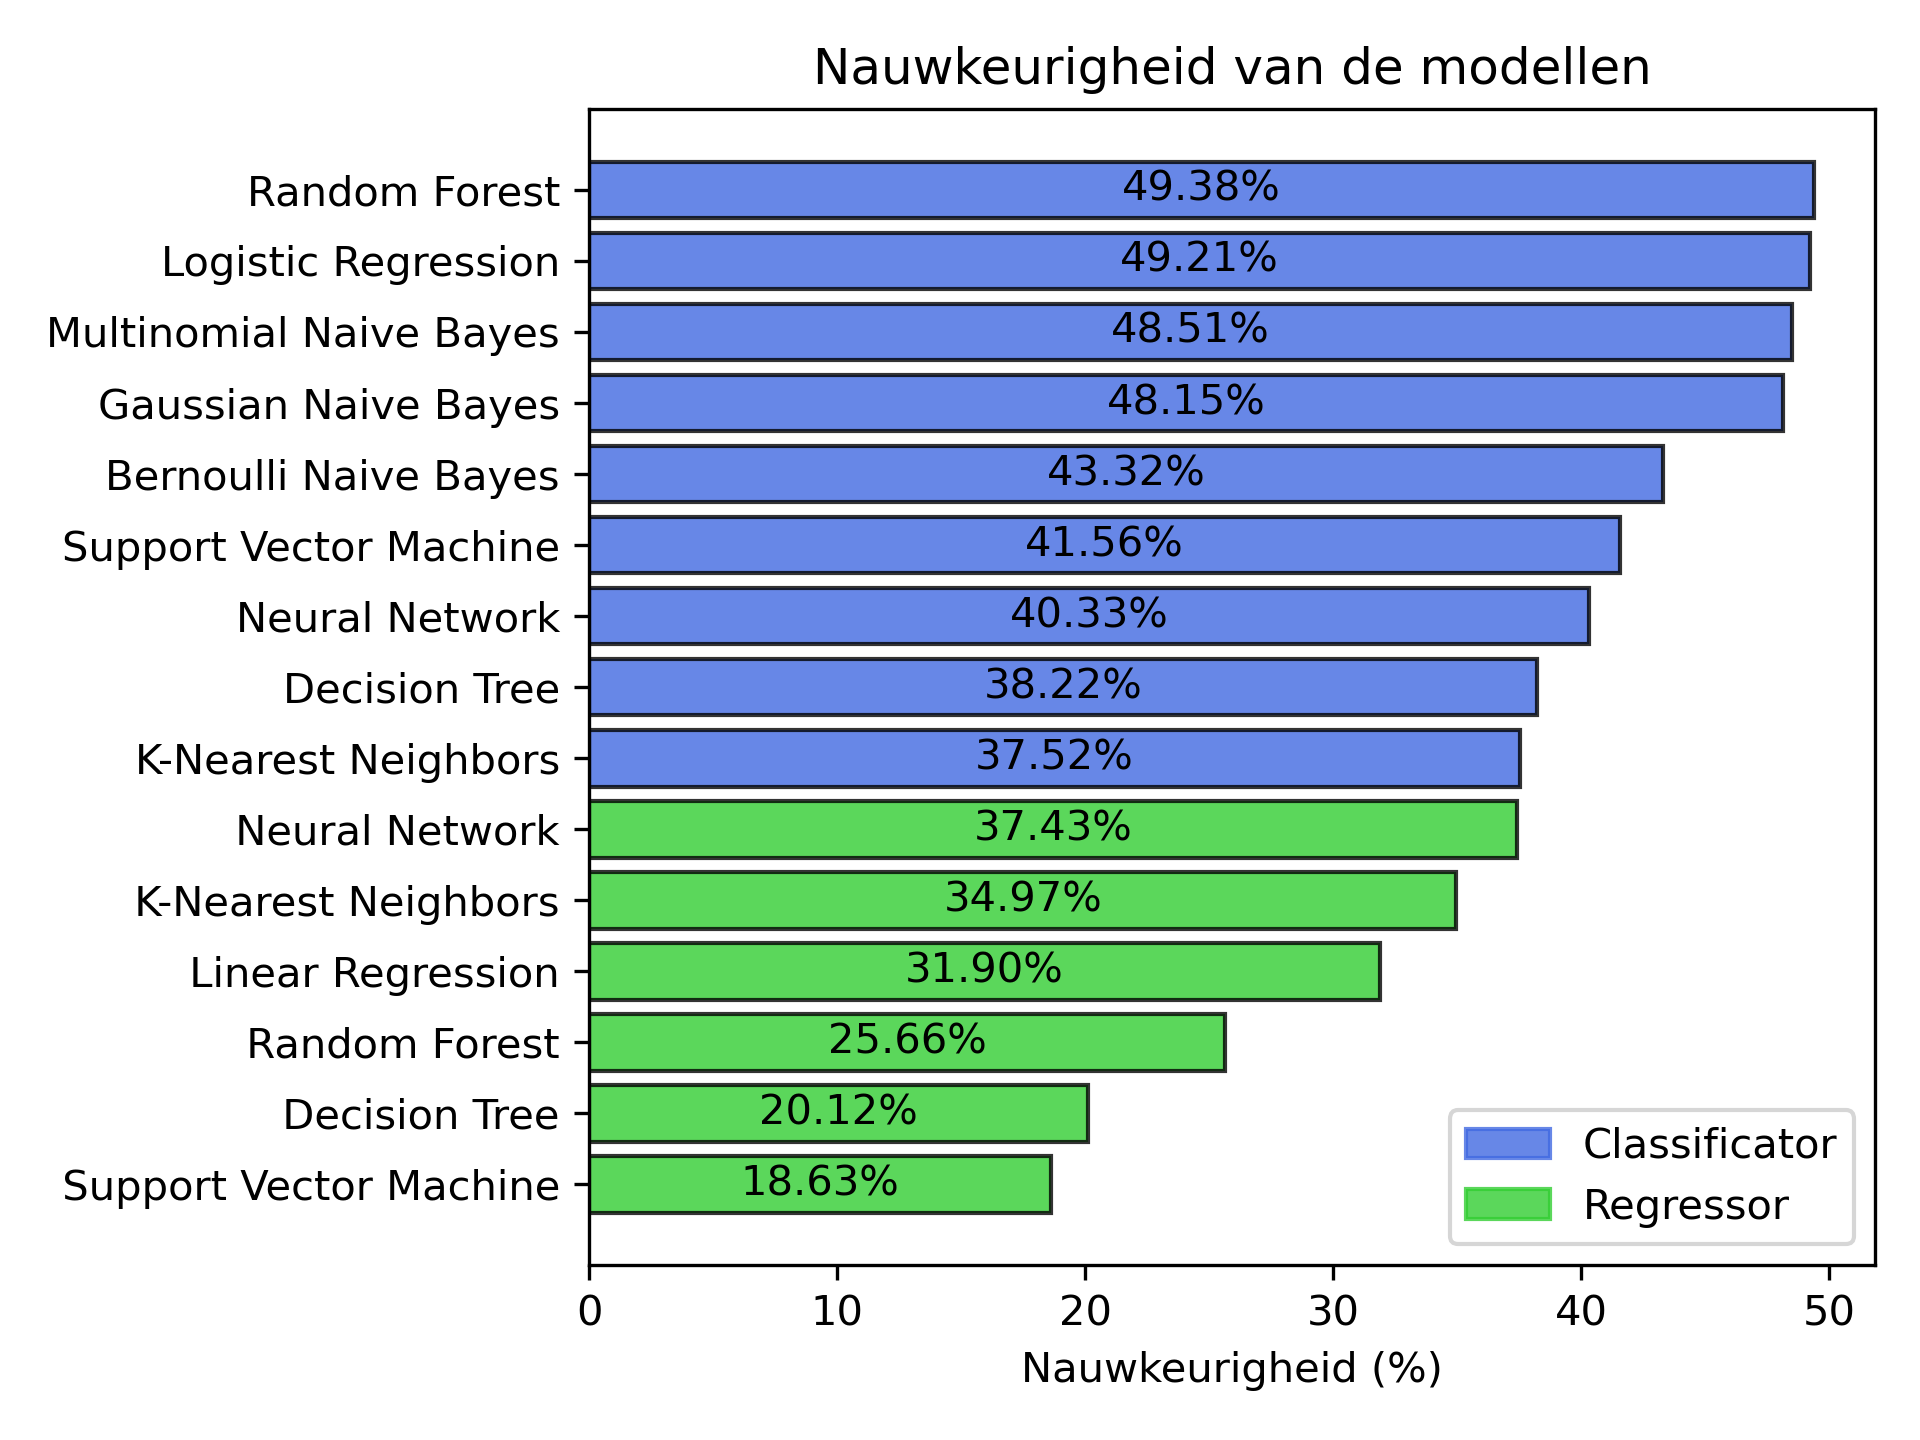 Nauwkeurigheid van de modellen
Random Forest 49.38%
Logistic Regression 49.21%
Multinomial Naive Bayes 48.51%
Gaussian Naive Bayes 48.15%
Bernoulli Naive Bayes 43.32%
Support Vector Machine 41.56%
Neural Network 40.33%
Decision Tree 38.22%
K-Nearest Neighbors 37.52%
Neural Network 37.43%
K-Nearest Neighbors 34.97%
Linear Regression 31.90%
Random Forest 25.66%
Decision Tree 20.12%
Support Vector Machine 18.63%
Classificator
Regressor
0 10 20 30 40 50
Nauwkeurigheid (%)